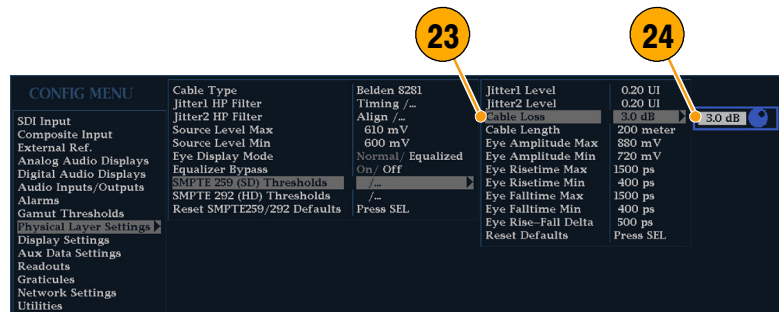 23
24
CONFIG MENU
SDI Input
Composite Input
External Ref.
Analog Audio Displays
Digital Audio Displays
Audio Inputs/Outputs
Alarms
Gamut Thresholds
Physical Layer Settings
Display Settings
Aux Data Settings
Readouts
Graticules
Network Settings
Utilities
Cable Type Belden 8281
Jitter1 HP Filter Timing /...
Jitter2 HP Filter Align /...
Source Level Max 610 mV
Source Level Min 600 mV
Eye Display Mode Normal/ Equalized
Equalizer Bypass On/ Off
SMPTE 259 (SD) Thresholds /...
SMPTE 292 (HD) Thresholds /...
Reset SMPTE259/292 Defaults Press SEL
Jitter1 Level 0.20 UI
Jitter2 Level 0.20 UI
Cable Loss 3.0 dB
Cable Length 200 meter
Eye Amplitude Max 880 mV
Eye Amplitude Min 720 mV
Eye Risetime Max 1500 ps
Eye Risetime Min 400 ps
Eye Falltime Max 1500 ps
Eye Falltime Min 400 ps
Eye Rise–Fall Delta 500 ps
Reset Defaults Press SEL
3.0 dB